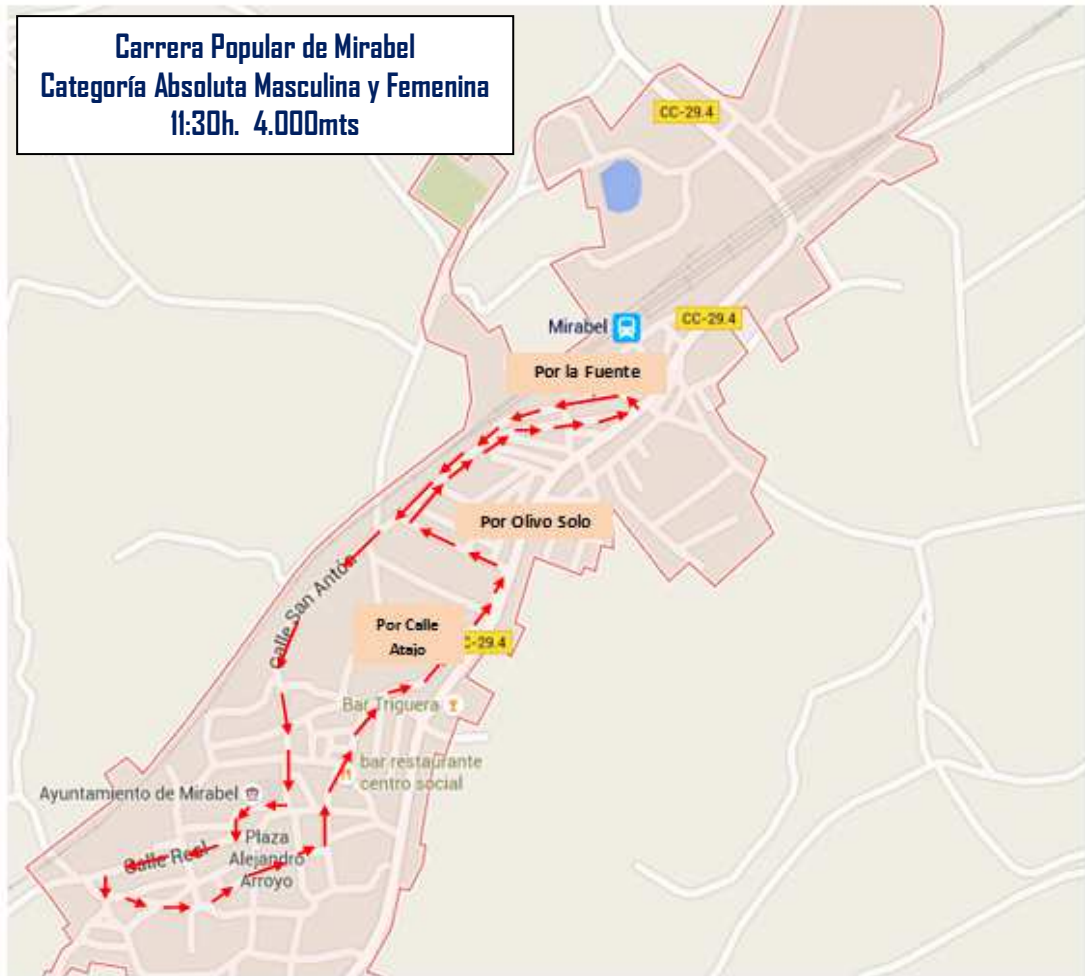 Carrera Popular de Mirabel
Categoría Absoluta Masculina y Femenina
11:30h. 4.000mts
CC-29.4
Mirabel
CC-29.4
Por la Fuente
Por Olivo Solo
Calle San Antón
Por Calle
Atajo
C-29.4
Bar Triguera
bar restaurante
centro social
Ayuntamiento de Mirabel
Plaza
Alejandro
Arroyo
Calle Real